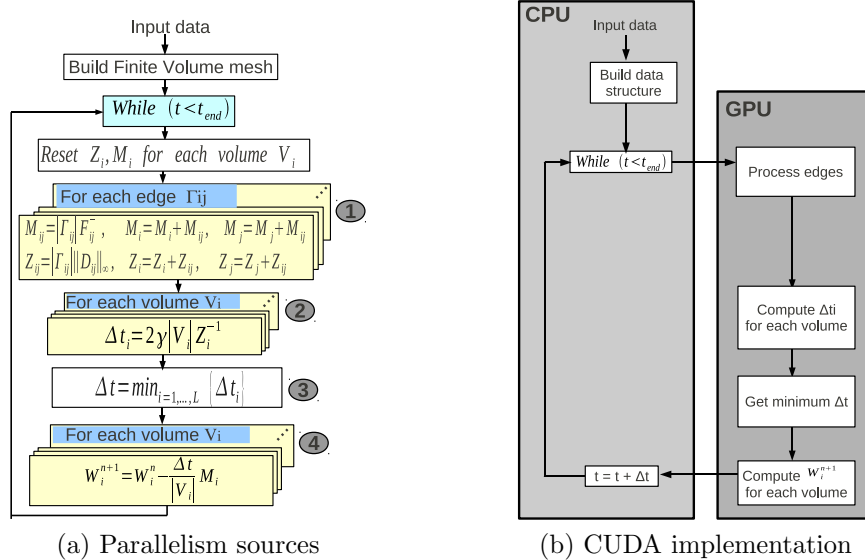 Input data
Build Finite Volume mesh
While (t<t_end)
Reset Z_i, M_i for each volume V_i
For each edge Γij
1
M_ij=|Γ_ij|F_ij^-, M_i=M_i+M_ij, M_j=M_j+M_ij
Z_ij=|Γ_ij|‖D_ij‖_∞, Z_i=Z_i+Z_ij, Z_j=Z_j+Z_ij
For each volume Vi
2
Δt_i=2γ|V_i|Z_i^-1
Δt=min_i=1,...,L {Δt_i}
3
For each volume Vi
4
W_i^n+1=W_i^n-Δt/|V_i| M_i
(a) Parallelism sources
CPU
Input data
Build data
structure
While (t<t_end)
GPU
Process edges
Compute Δti
for each volume
Get minimum Δt
Compute W_i^n+1
for each volume
t = t + Δt
(b) CUDA implementation